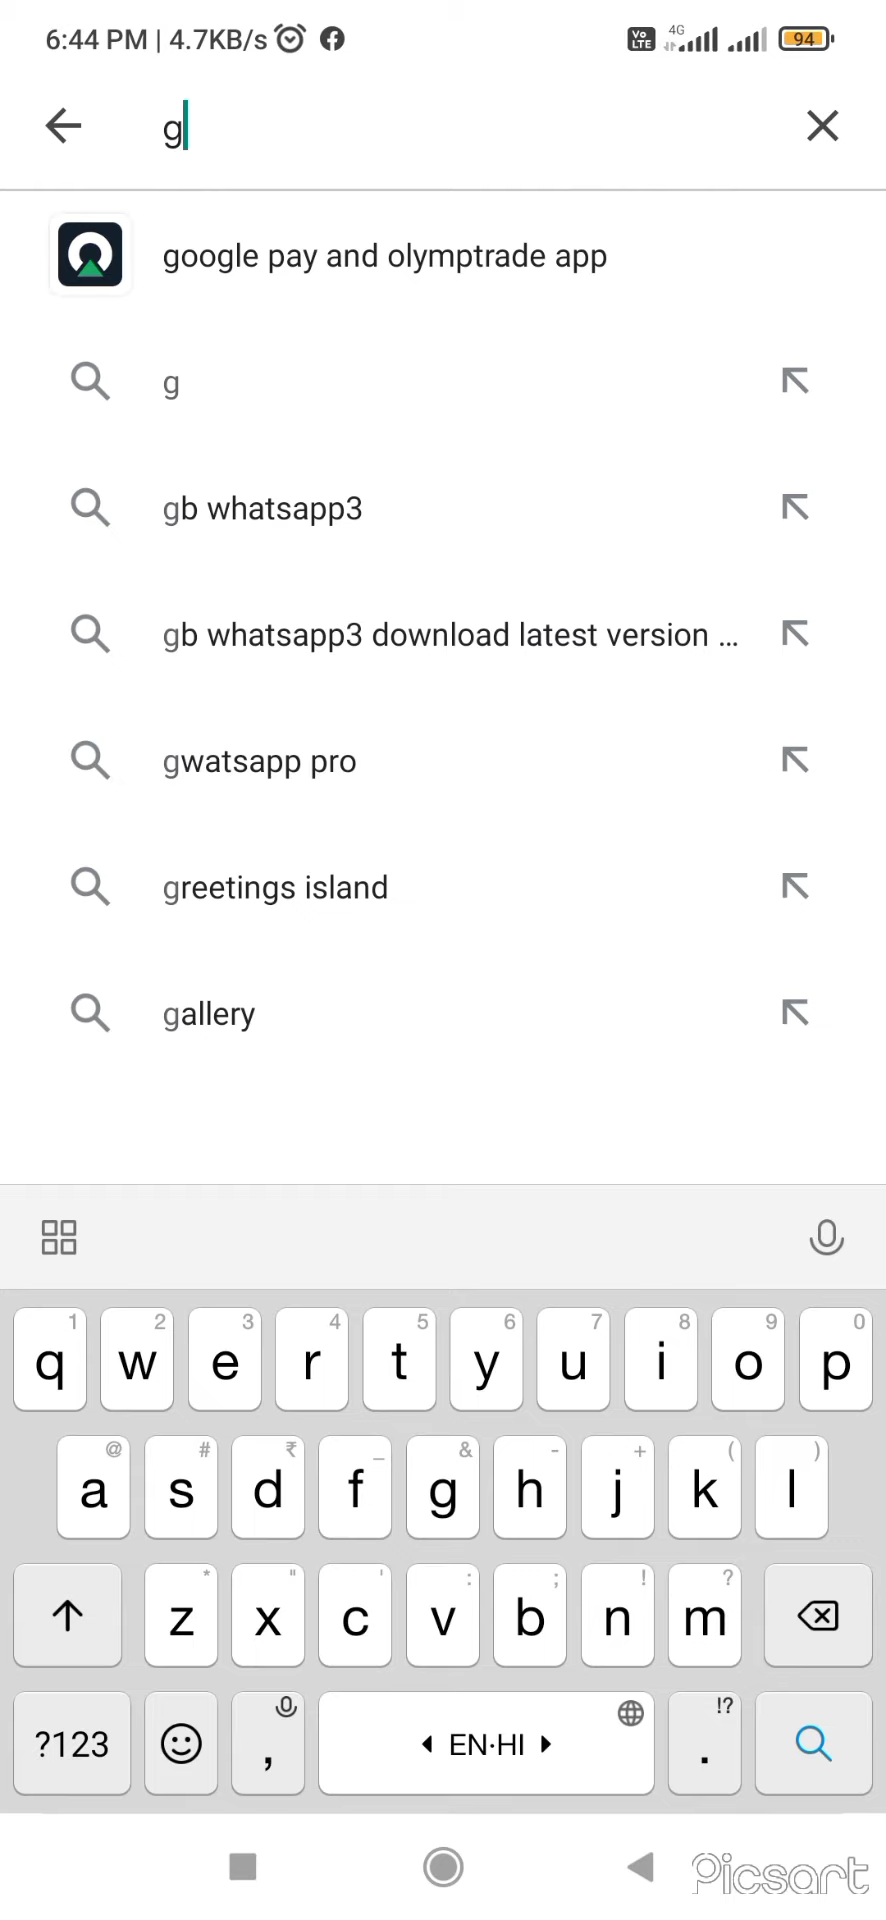 6:44 PM | 4.7KB/s Vo LTE 4G 94
g
google pay and olymptrade app
g
gb whatsapp3
gb whatsapp3 download latest version ...
gwatsapp pro
greetings island
gallery
1 2 3 4 5 6 7 8 9 0
q w e r t y u i o p
@ # ₹ _ & - + ( )
a s d f g h j k l
* " ' : ; ! ?
z x c v b n m
!?
?123 , EN·HI .
Picsart